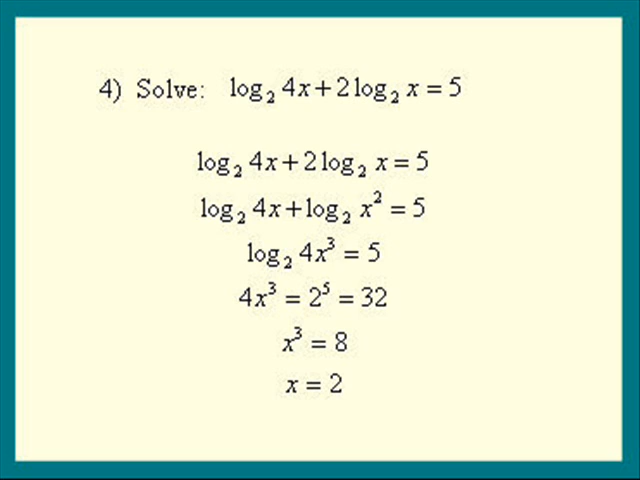 4) Solve: log₂ 4x + 2 log₂ x = 5
log₂ 4x + 2 log₂ x = 5
log₂ 4x + log₂ x² = 5
log₂ 4x³ = 5
4x³ = 2⁵ = 32
x³ = 8
x = 2